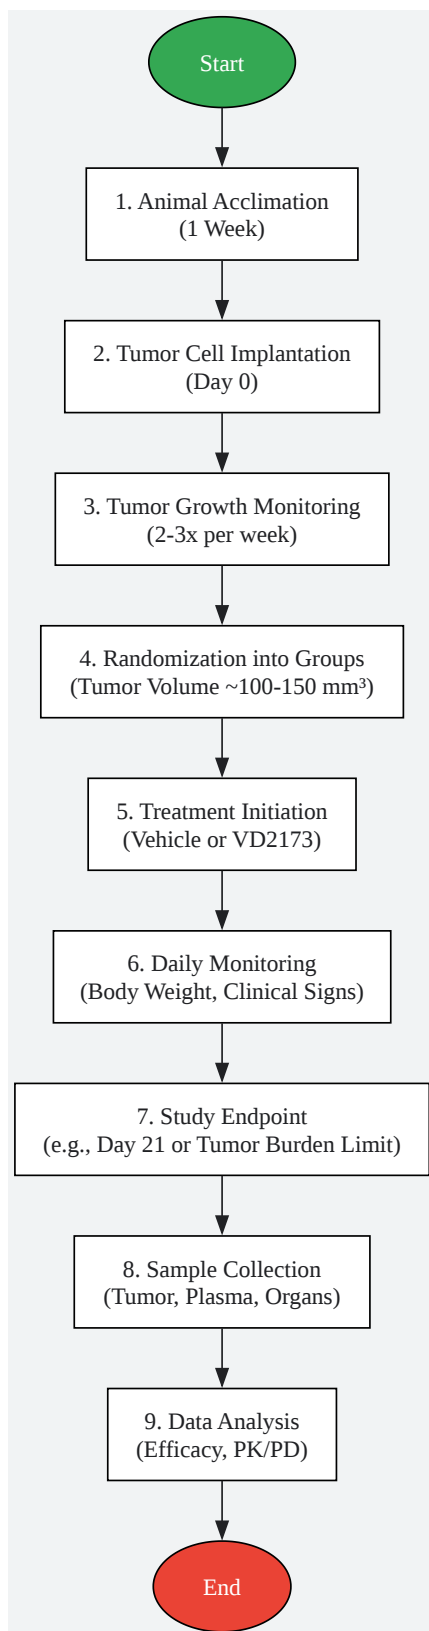 Start
1. Animal Acclimation
(1 Week)
2. Tumor Cell Implantation
(Day 0)
3. Tumor Growth Monitoring
(2-3x per week)
4. Randomization into Groups
(Tumor Volume ~100-150 mm³)
5. Treatment Initiation
(Vehicle or VD2173)
6. Daily Monitoring
(Body Weight, Clinical Signs)
7. Study Endpoint
(e.g., Day 21 or Tumor Burden Limit)
8. Sample Collection
(Tumor, Plasma, Organs)
9. Data Analysis
(Efficacy, PK/PD)
End